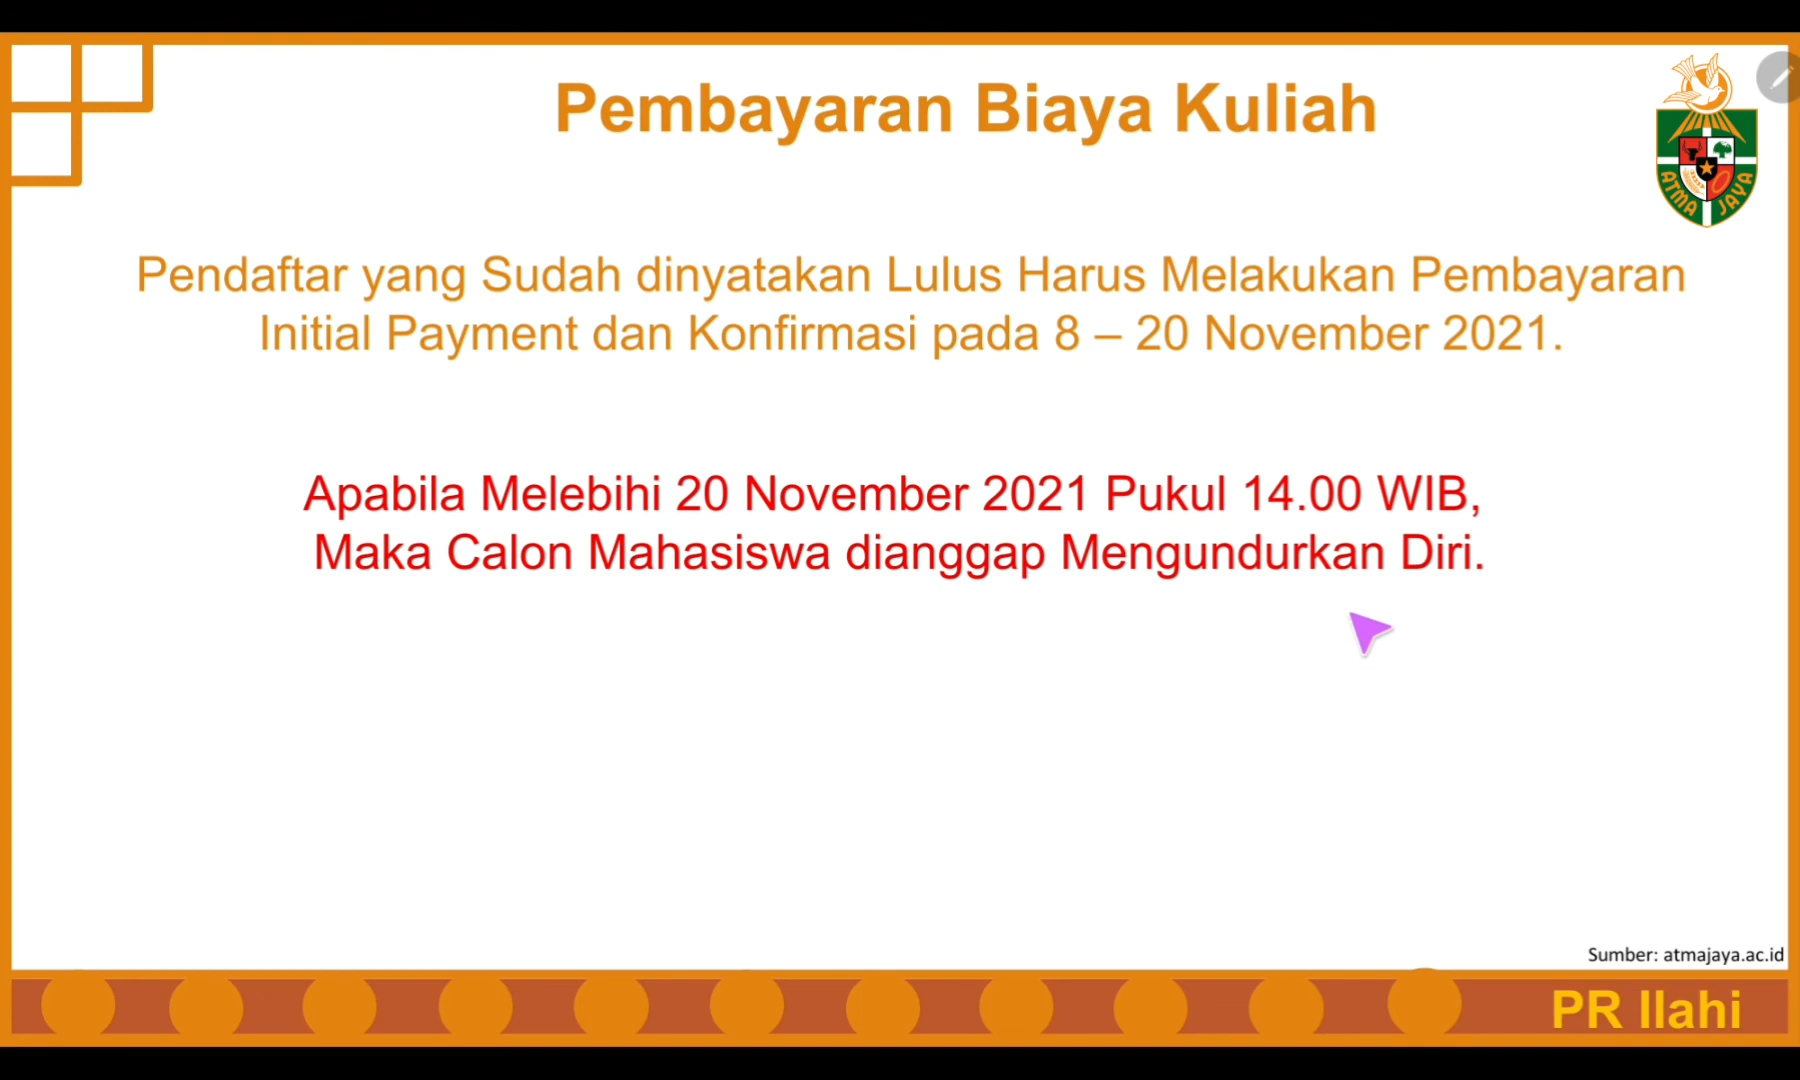 Pembayaran Biaya Kuliah
ATMA JAYA
Pendaftar yang Sudah dinyatakan Lulus Harus Melakukan Pembayaran
Initial Payment dan Konfirmasi pada 8 – 20 November 2021.
Apabila Melebihi 20 November 2021 Pukul 14.00 WIB,
Maka Calon Mahasiswa dianggap Mengundurkan Diri.
Sumber: atmajaya.ac.id
PR Ilahi